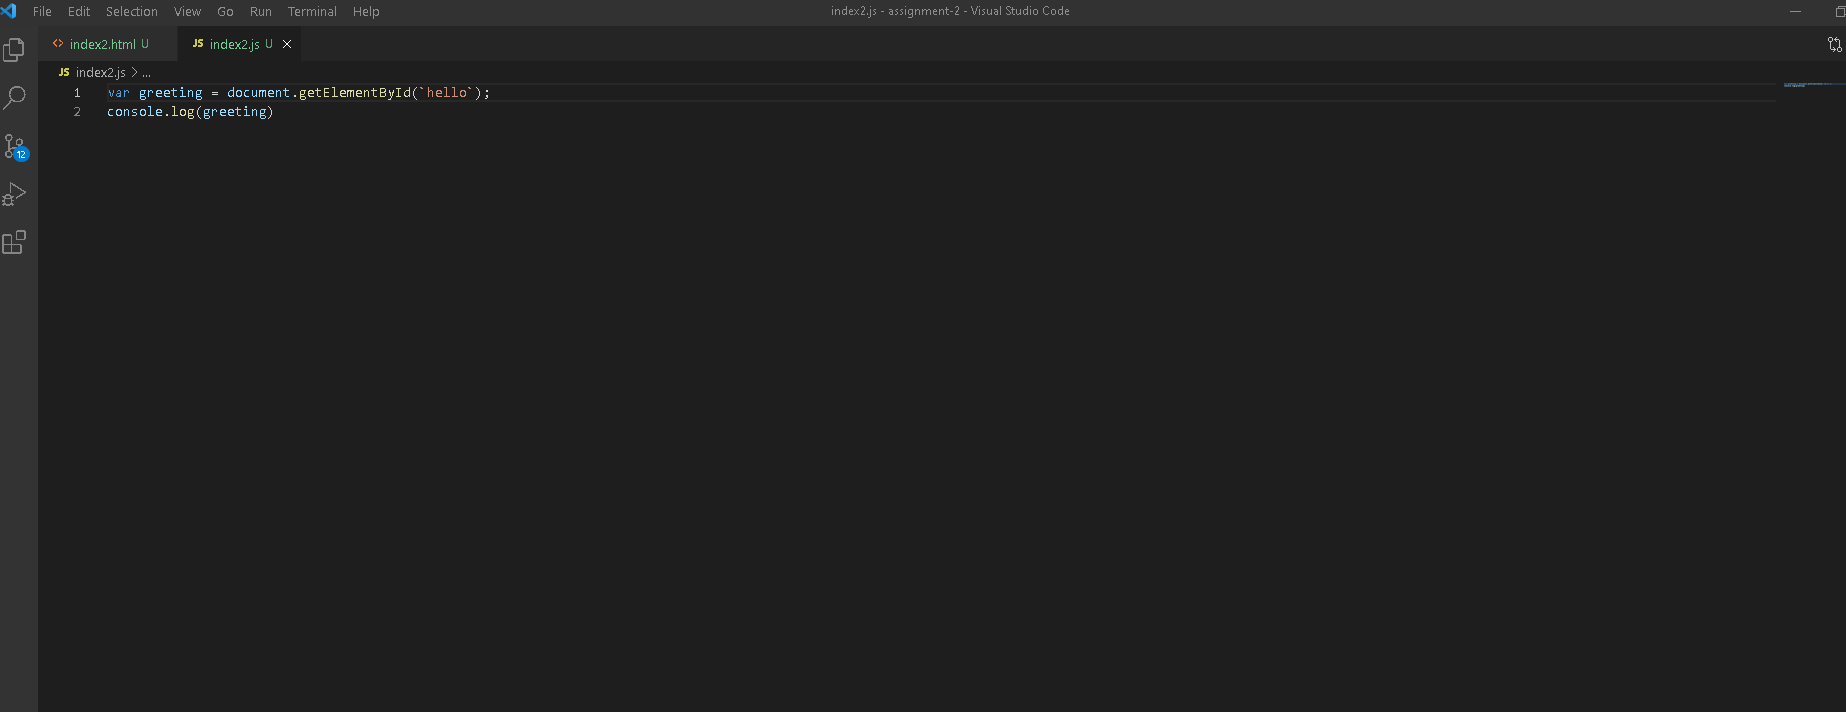 File Edit Selection View Go Run Terminal Help index2.js - assignment-2 - Visual Studio Code
<> index2.html U JS index2.js U
JS index2.js > ...
1 var greeting = document.getElementById(`hello`);
2 console.log(greeting)
12